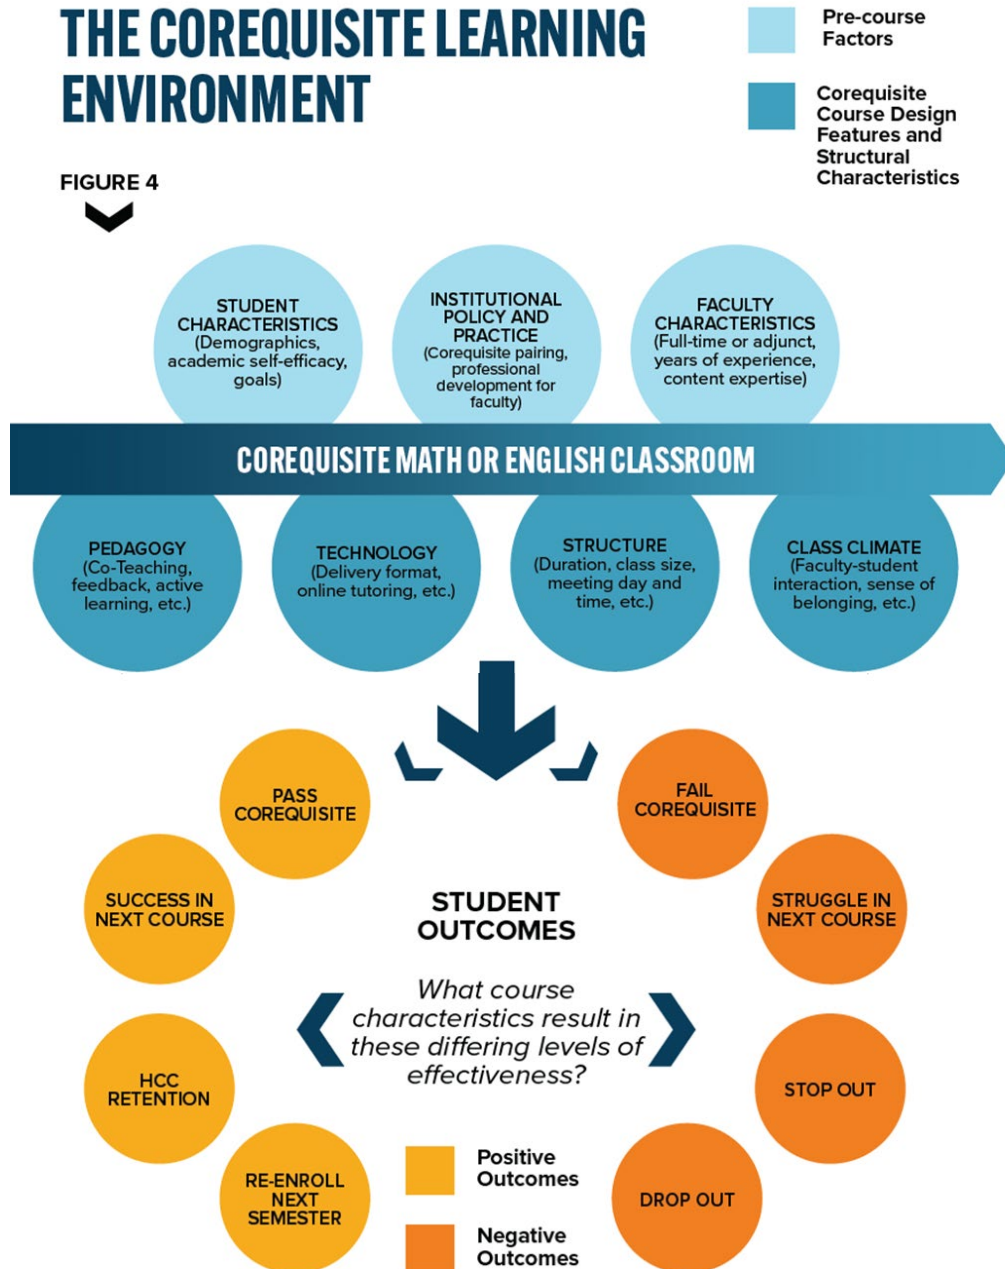 THE COREQUISITE LEARNING
ENVIRONMENT
Pre-course
Factors
Corequisite
Course Design
Features and
Structural
Characteristics
FIGURE 4
STUDENT
CHARACTERISTICS
(Demographics,
academic self-efficacy,
goals)
INSTITUTIONAL
POLICY AND
PRACTICE
(Corequisite pairing,
professional
development for
faculty)
FACULTY
CHARACTERISTICS
(Full-time or adjunct,
years of experience,
content expertise)
COREQUISITE MATH OR ENGLISH CLASSROOM
PEDAGOGY
(Co-Teaching,
feedback, active
learning, etc.)
TECHNOLOGY
(Delivery format,
online tutoring, etc.)
STRUCTURE
(Duration, class size,
meeting day and
time, etc.)
CLASS CLIMATE
(Faculty-student
interaction, sense of
belonging, etc.)
PASS
COREQUISITE
FAIL
COREQUISITE
SUCCESS IN
NEXT COURSE
STRUGGLE IN
NEXT COURSE
STUDENT
OUTCOMES
What course
characteristics result in
these differing levels of
effectiveness?
HCC
RETENTION
STOP OUT
RE-ENROLL
NEXT
SEMESTER
DROP OUT
Positive
Outcomes
Negative
Outcomes